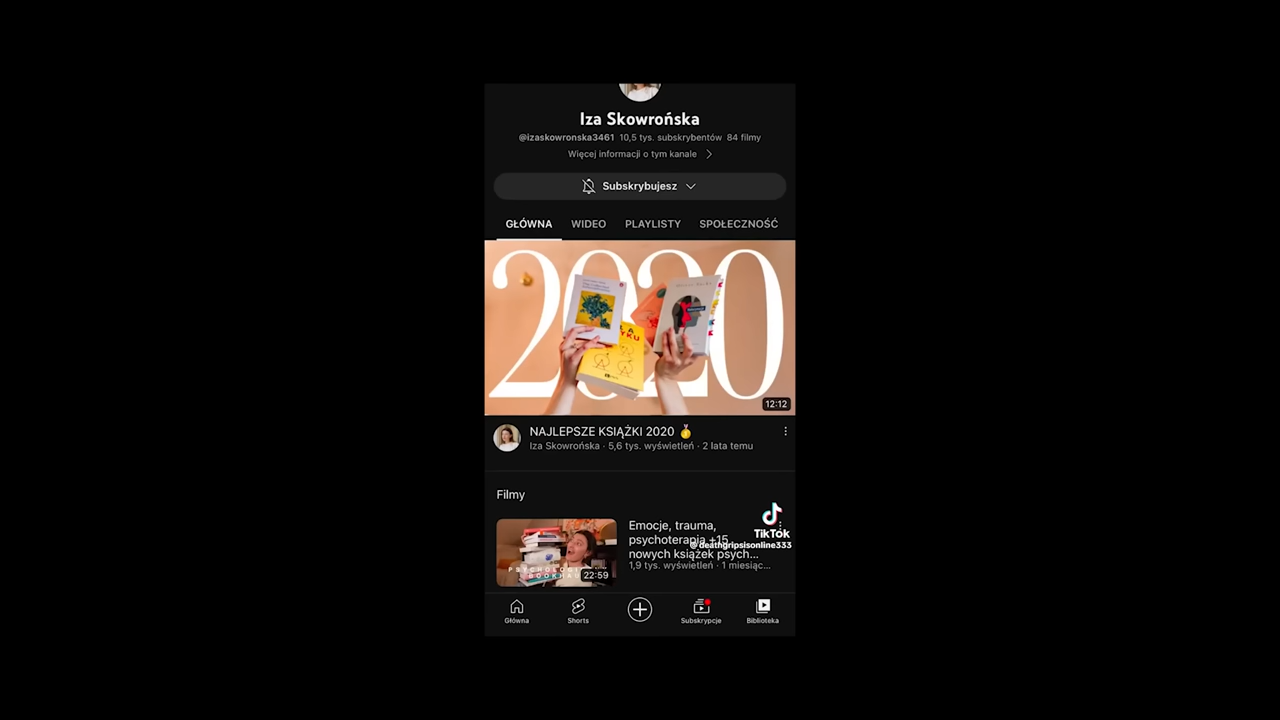 Iza Skowrońska
@izaskowronska3461 10,5 tys. subskrybentów 84 filmy
Więcej informacji o tym kanale
Subskrybujesz
GŁÓWNA WIDEO PLAYLISTY SPOŁECZNOŚĆ
2020
12:12
NAJLEPSZE KSIĄŻKI 2020
Iza Skowrońska · 5,6 tys. wyświetleń · 2 lata temu
Filmy
Emocje, trauma,
psychoterapia +15
nowych książek psych...
1,9 tys. wyświetleń · 1 miesiąc...
22:59
TikTok
@deathgripsisonline333
Główna Shorts Subskrypcje Biblioteka